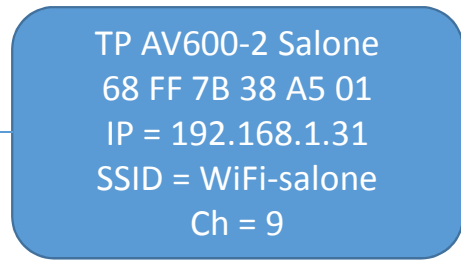 TP AV600-2 Salone
68 FF 7B 38 A5 01
IP = 192.168.1.31
SSID = WiFi-salone
Ch = 9